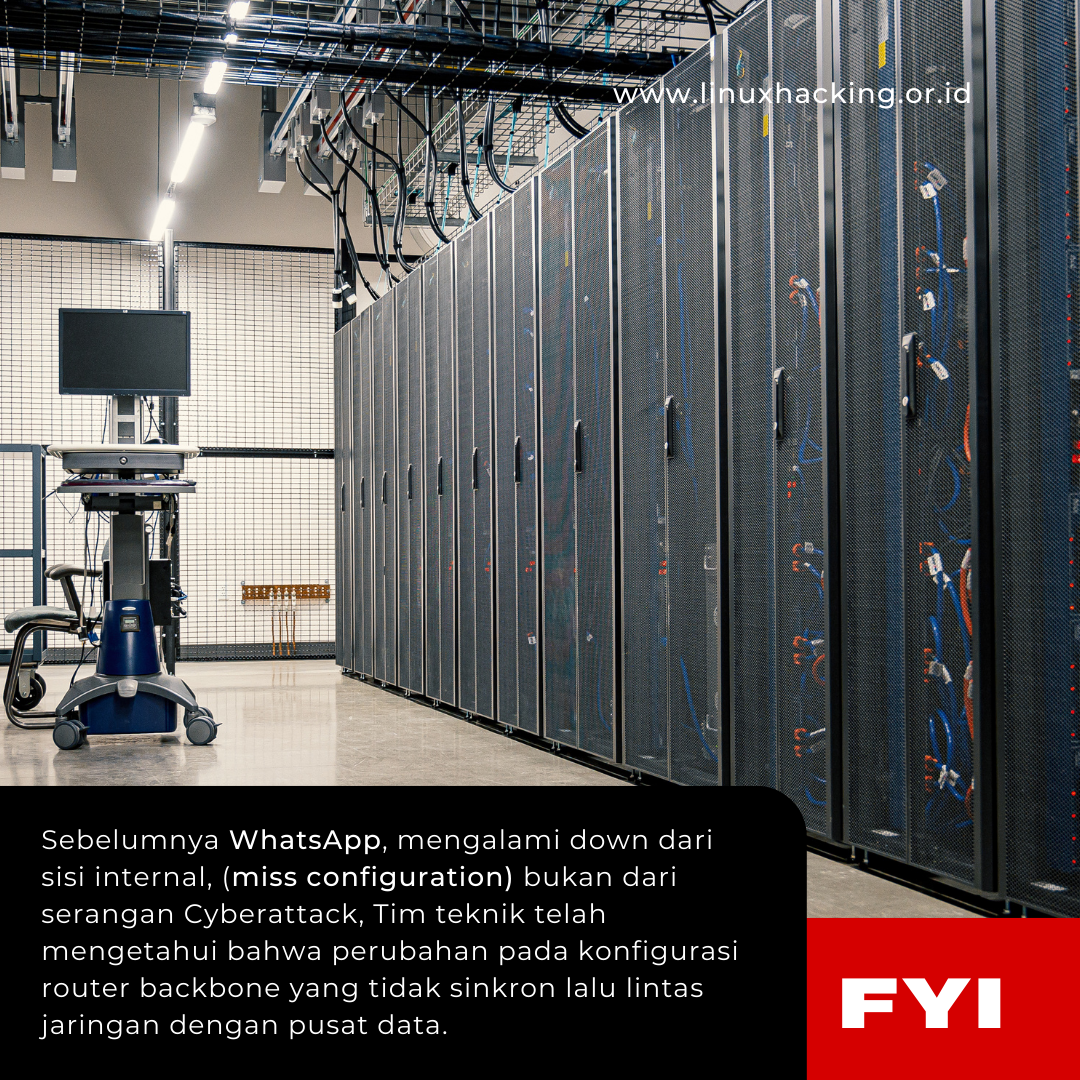 www.linuxhacking.or.id
Sebelumnya WhatsApp, mengalami down dari
sisi internal, (miss configuration) bukan dari
serangan Cyberattack, Tim teknik telah
mengetahui bahwa perubahan pada konfigurasi
router backbone yang tidak sinkron lalu lintas
jaringan dengan pusat data.
FYI